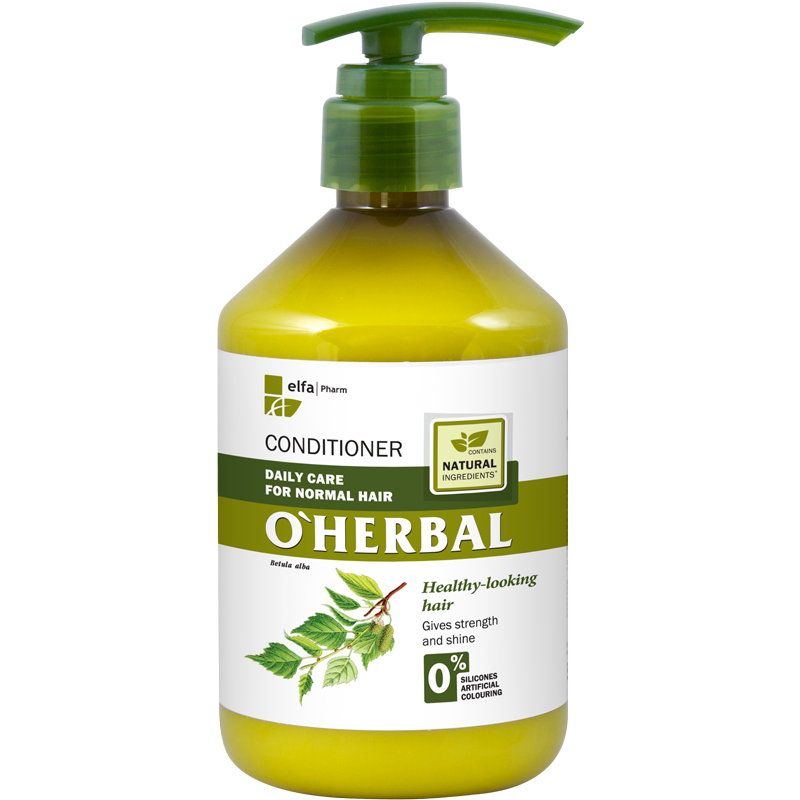 elfa Pharm
CONDITIONER
CONTAINS
NATURAL
INGREDIENTS*
DAILY CARE
FOR NORMAL HAIR
O`HERBAL
Betula alba
Healthy-looking
hair
Gives strength
and shine
0%
SILICONES
ARTIFICIAL
COLOURING